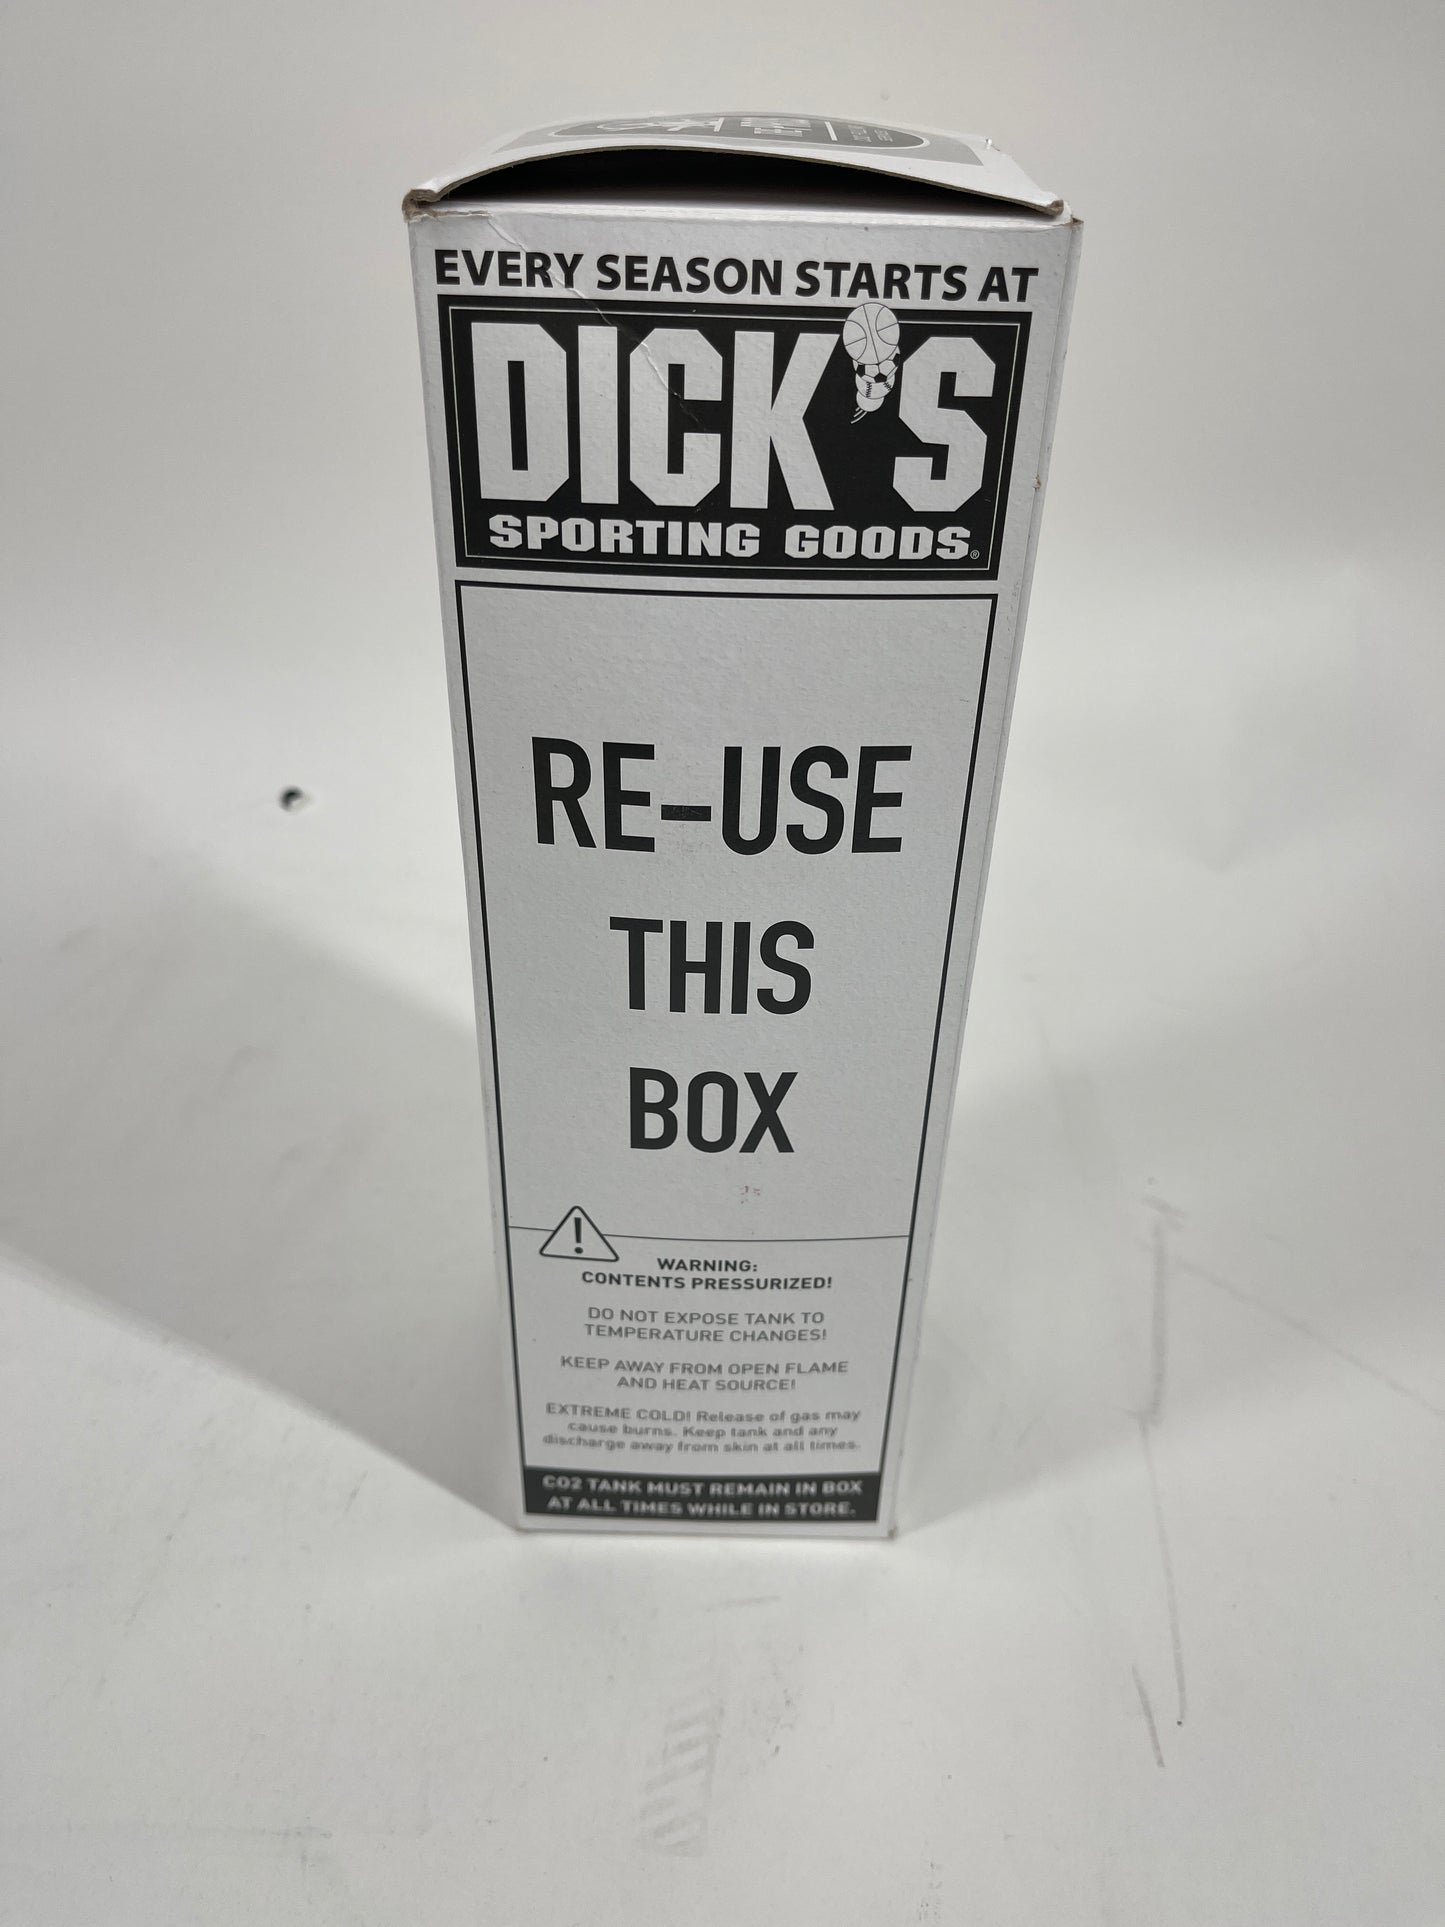 EVERY SEASON STARTS AT
DICK'S
SPORTING GOODS®
RE-USE
THIS
BOX
WARNING:
CONTENTS PRESSURIZED!
DO NOT EXPOSE TANK TO
TEMPERATURE CHANGES!
KEEP AWAY FROM OPEN FLAME
AND HEAT SOURCE!
EXTREME COLD! Release of gas may
cause burns. Keep tank and any
discharge away from skin at all times.
CO2 TANK MUST REMAIN IN BOX
AT ALL TIMES WHILE IN STORE.